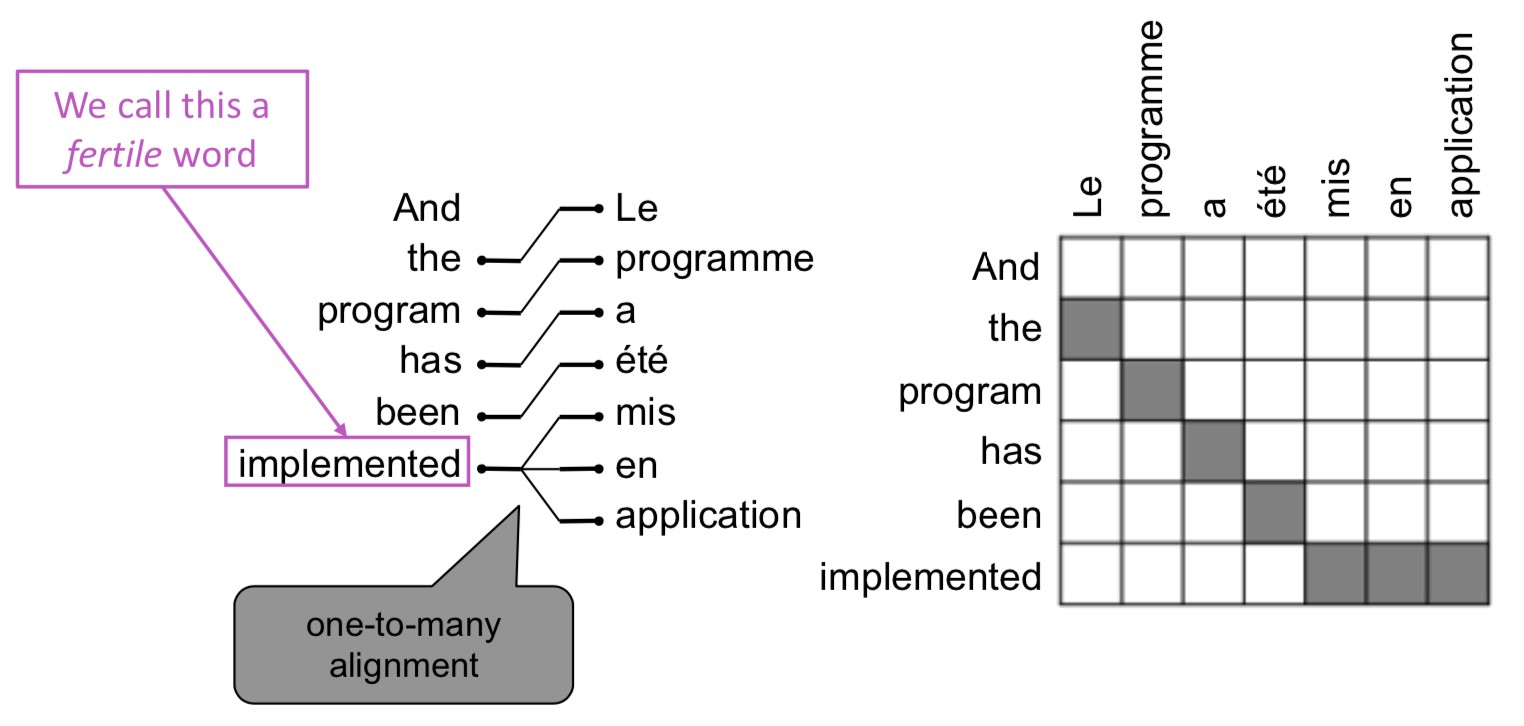 We call this a
fertile word
And
the
program
has
been
implemented
Le
programme
a
été
mis
en
application
one-to-many
alignment
Le
programme
a
été
mis
en
application
And
the
program
has
been
implemented